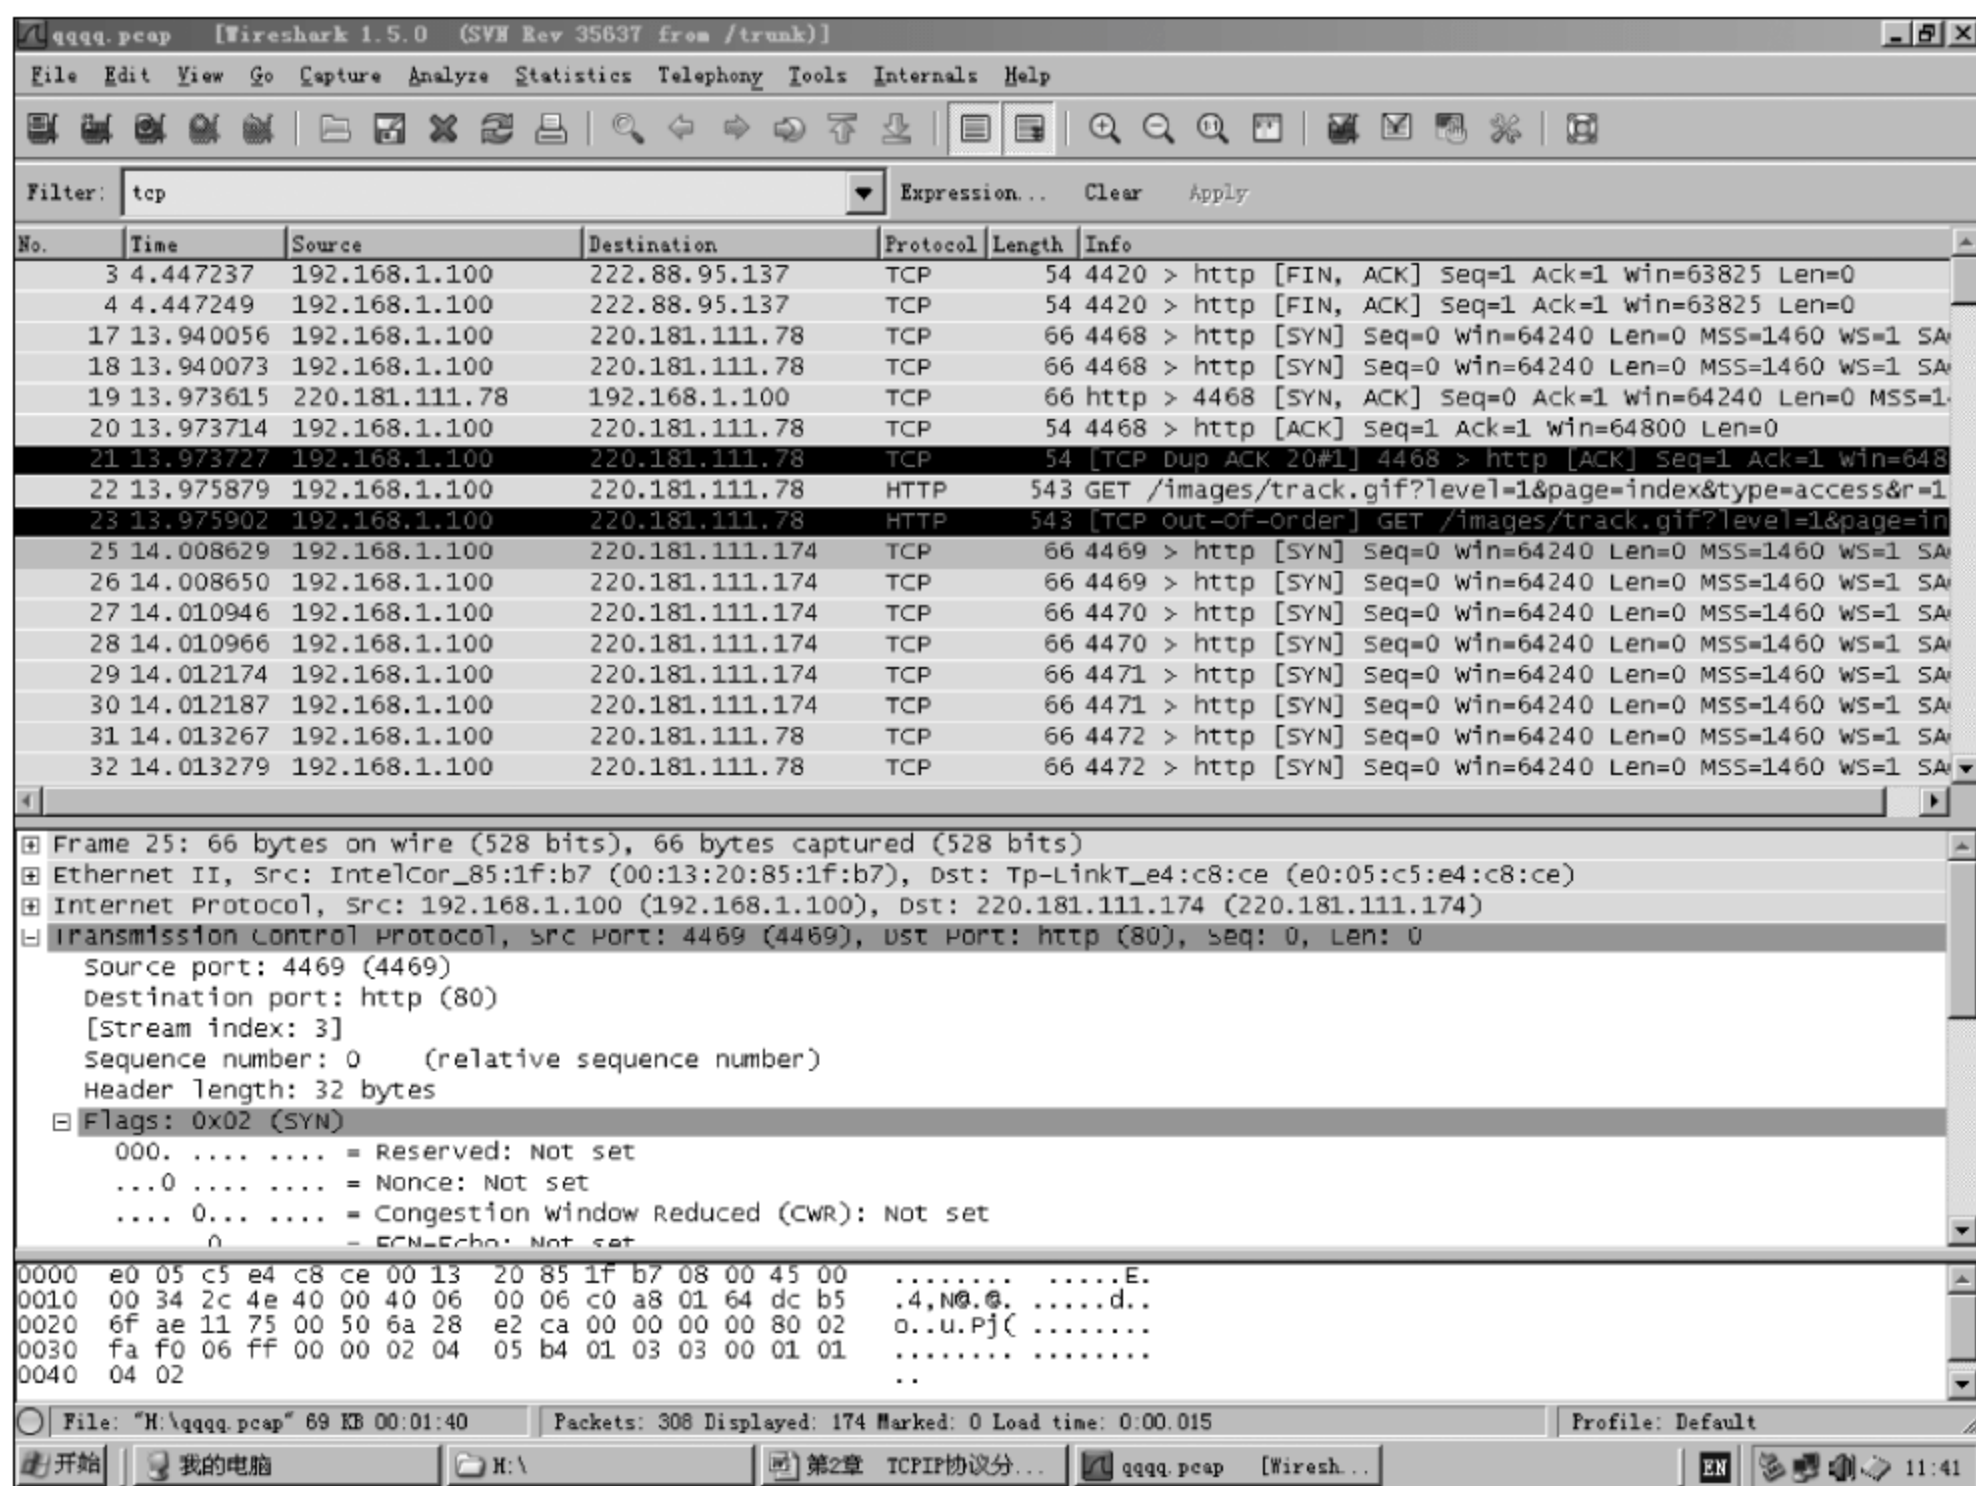 qqqq.pcap [Wireshark 1.5.0 (SVN Rev 35637 from /trunk)]
File Edit View Go Capture Analyze Statistics Telephony Tools Internals Help
Filter: tcp Expression... Clear Apply
No. Time Source Destination Protocol Length Info
3 4.447237 192.168.1.100 222.88.95.137 TCP 54 4420 > http [FIN, ACK] Seq=1 Ack=1 Win=63825 Len=0
4 4.447249 192.168.1.100 222.88.95.137 TCP 54 4420 > http [FIN, ACK] Seq=1 Ack=1 Win=63825 Len=0
17 13.940056 192.168.1.100 220.181.111.78 TCP 66 4468 > http [SYN] Seq=0 Win=64240 Len=0 MSS=1460 WS=1 SA
18 13.940073 192.168.1.100 220.181.111.78 TCP 66 4468 > http [SYN] Seq=0 Win=64240 Len=0 MSS=1460 WS=1 SA
19 13.973615 220.181.111.78 192.168.1.100 TCP 66 http > 4468 [SYN, ACK] Seq=0 Ack=1 Win=64240 Len=0 MSS=1
20 13.973714 192.168.1.100 220.181.111.78 TCP 54 4468 > http [ACK] Seq=1 Ack=1 Win=64800 Len=0
21 13.973727 192.168.1.100 220.181.111.78 TCP 54 [TCP Dup ACK 20#1] 4468 > http [ACK] Seq=1 Ack=1 Win=648
22 13.975879 192.168.1.100 220.181.111.78 HTTP 543 GET /images/track.gif?level=1&page=index&type=access&r=1
23 13.975902 192.168.1.100 220.181.111.78 HTTP 543 [TCP Out-Of-Order] GET /images/track.gif?level=1&page=in
25 14.008629 192.168.1.100 220.181.111.174 TCP 66 4469 > http [SYN] Seq=0 Win=64240 Len=0 MSS=1460 WS=1 SA
26 14.008650 192.168.1.100 220.181.111.174 TCP 66 4469 > http [SYN] Seq=0 Win=64240 Len=0 MSS=1460 WS=1 SA
27 14.010946 192.168.1.100 220.181.111.174 TCP 66 4470 > http [SYN] Seq=0 Win=64240 Len=0 MSS=1460 WS=1 SA
28 14.010966 192.168.1.100 220.181.111.174 TCP 66 4470 > http [SYN] Seq=0 Win=64240 Len=0 MSS=1460 WS=1 SA
29 14.012174 192.168.1.100 220.181.111.174 TCP 66 4471 > http [SYN] Seq=0 Win=64240 Len=0 MSS=1460 WS=1 SA
30 14.012187 192.168.1.100 220.181.111.174 TCP 66 4471 > http [SYN] Seq=0 Win=64240 Len=0 MSS=1460 WS=1 SA
31 14.013267 192.168.1.100 220.181.111.78 TCP 66 4472 > http [SYN] Seq=0 Win=64240 Len=0 MSS=1460 WS=1 SA
32 14.013279 192.168.1.100 220.181.111.78 TCP 66 4472 > http [SYN] Seq=0 Win=64240 Len=0 MSS=1460 WS=1 SA
Frame 25: 66 bytes on wire (528 bits), 66 bytes captured (528 bits)
Ethernet II, Src: IntelCor_85:1f:b7 (00:13:20:85:1f:b7), Dst: Tp-LinkT_e4:c8:ce (e0:05:c5:e4:c8:ce)
Internet Protocol, Src: 192.168.1.100 (192.168.1.100), Dst: 220.181.111.174 (220.181.111.174)
Transmission Control Protocol, Src Port: 4469 (4469), Dst Port: http (80), Seq: 0, Len: 0
Source port: 4469 (4469)
Destination port: http (80)
[Stream index: 3]
Sequence number: 0 (relative sequence number)
Header length: 32 bytes
Flags: 0x02 (SYN)
000. .... .... = Reserved: Not set
...0 .... .... = Nonce: Not set
.... 0... .... = Congestion Window Reduced (CWR): Not set
0 = ECN-Echo: Not set
0000 e0 05 c5 e4 c8 ce 00 13 20 85 1f b7 08 00 45 00 ........ .....E.
0010 00 34 2c 4e 40 00 40 06 00 06 c0 a8 01 64 dc b5 .4,N@.@. .....d..
0020 6f ae 11 75 00 50 6a 28 e2 ca 00 00 00 00 80 02 o..u.Pj( ........
0030 fa f0 06 ff 00 00 02 04 05 b4 01 03 03 00 01 01 ........ ........
0040 04 02 ..
File: "H:\qqqq.pcap" 69 KB 00:01:40 Packets: 308 Displayed: 174 Marked: 0 Load time: 0:00.015 Profile: Default
开始 我的电脑 H:\ 第2章 TCPIP协议分... qqqq.pcap [Wiresh... EN 11:41